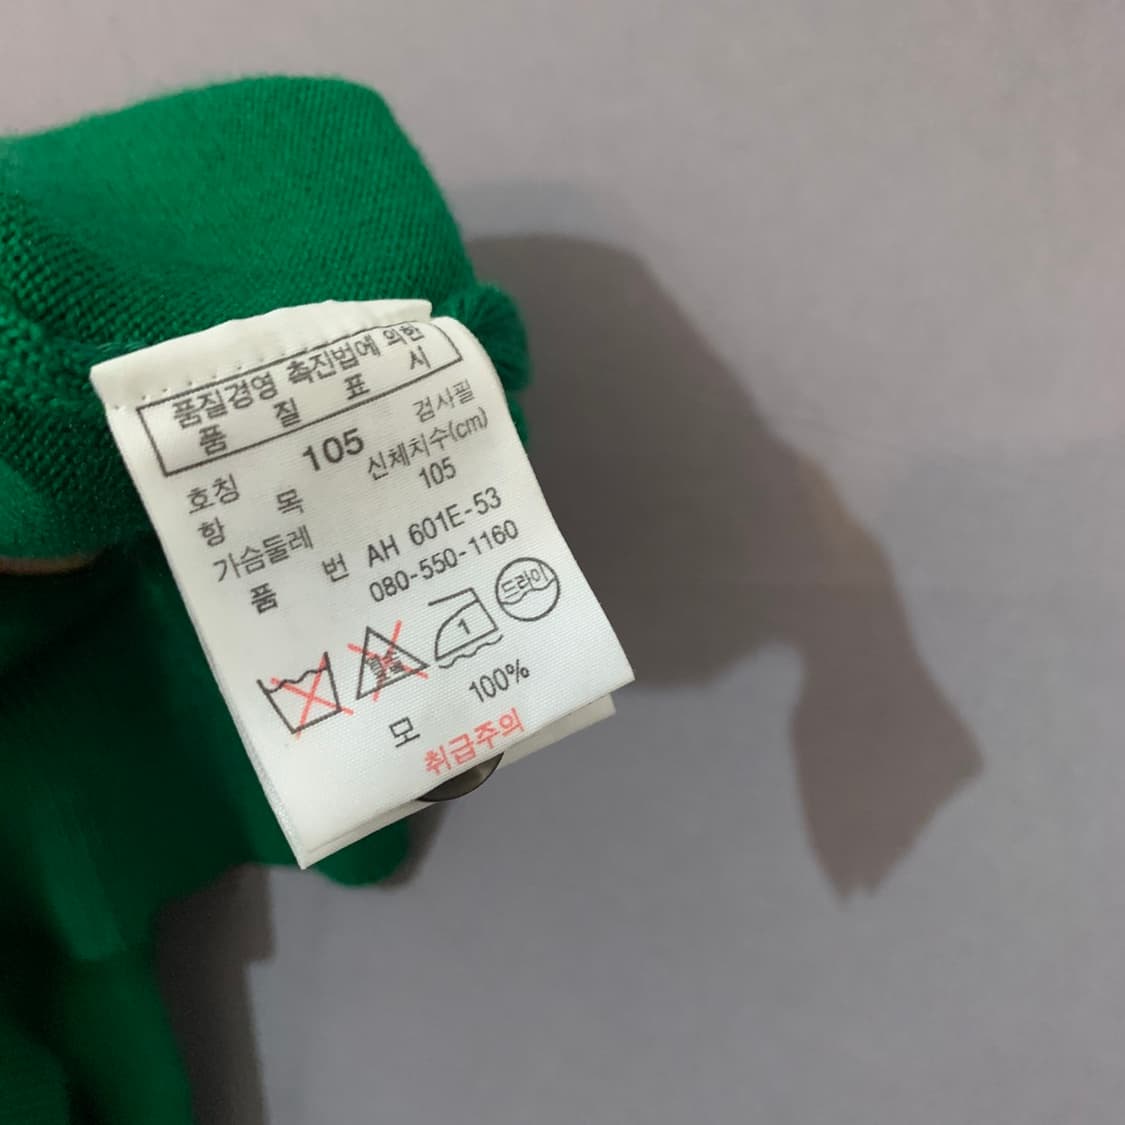 품질경영 촉진법에 의한
품 질 표 시
검사필
호칭 105
항 목 신체치수(cm)
가슴둘레 105
품 번 AH 601E-53
080-550-1160
1 드라이
모 100%
취급주의